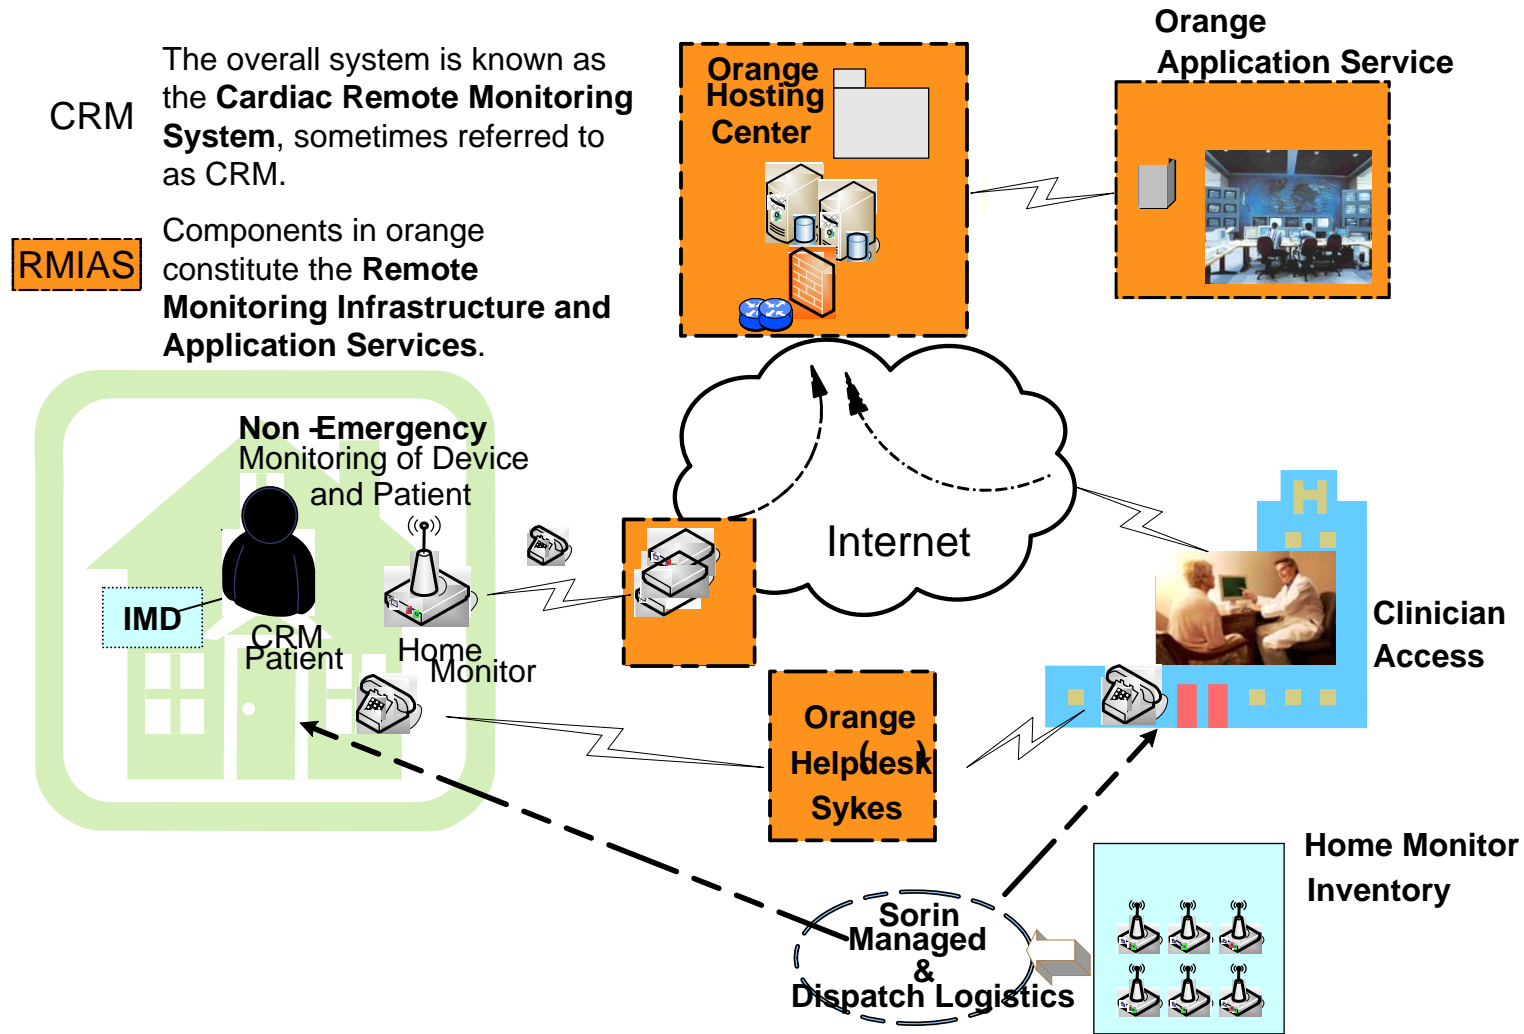 CRM
The overall system is known as
the Cardiac Remote Monitoring
System, sometimes referred to
as CRM.
RMIAS
Components in orange
constitute the Remote
Monitoring Infrastructure and
Application Services.
Orange
Hosting
Center
Orange
Application Service
Non -Emergency
Monitoring of Device
and Patient
IMD
CRM
Patient
Home
Monitor
Internet
H
Clinician
Access
Orange
Helpdesk
( )
Sykes
Home Monitor
Inventory
Sorin
Managed
&
Dispatch Logistics